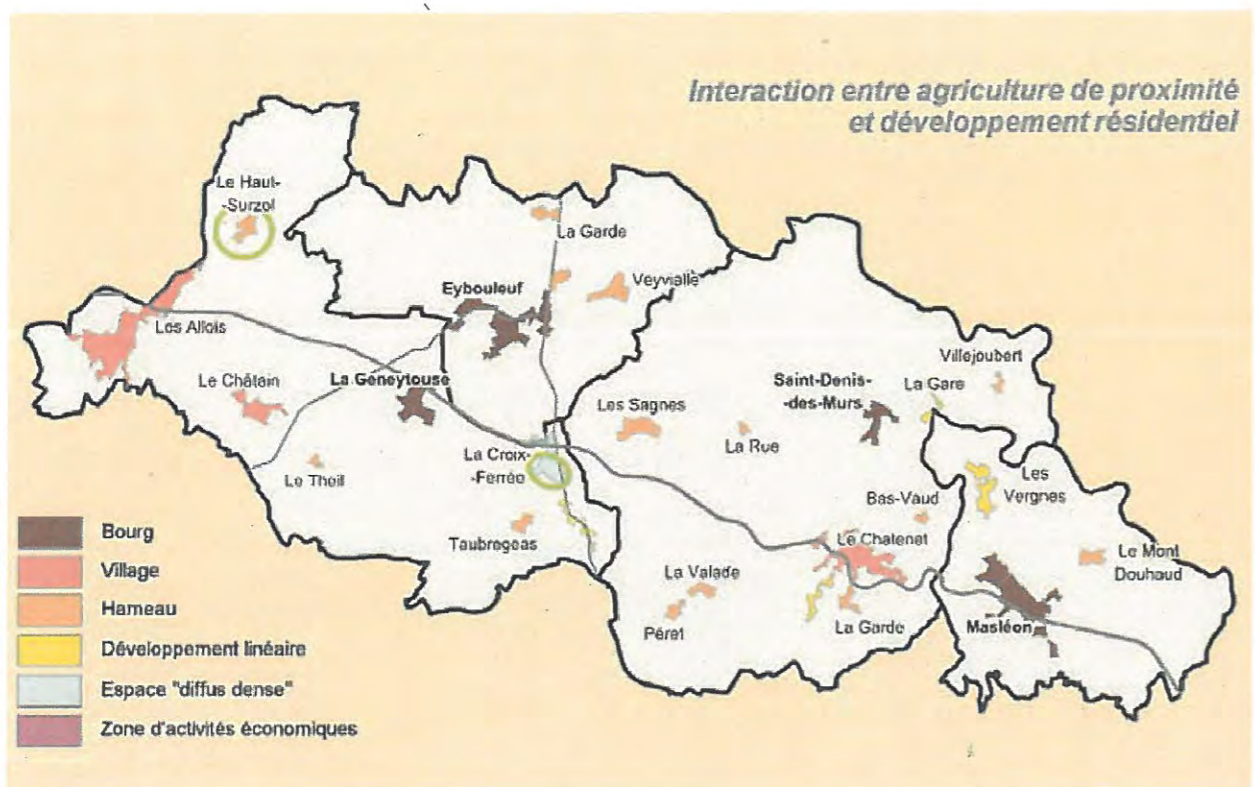 Interaction entre agriculture de proximité
et développement résidentiel
Le Haut-
-Surzol
La Garde
Veyvialle
Eybouleuf
Les Allois
Le Châtain
La Geneytouse
Les Sagnes
La Rue
Saint-Denis-
-des-Murs
La Gare
Villejoubert
Le Theil
La Croix-
-Ferrée
Taubregeas
Bas-Vaud
Les
Vergnes
Le Chatenet
Le Mont
Douhaud
La Valade
Péret
La Garde
Masléon
Bourg
Village
Hameau
Développement linéaire
Espace "diffus dense"
Zone d'activités économiques